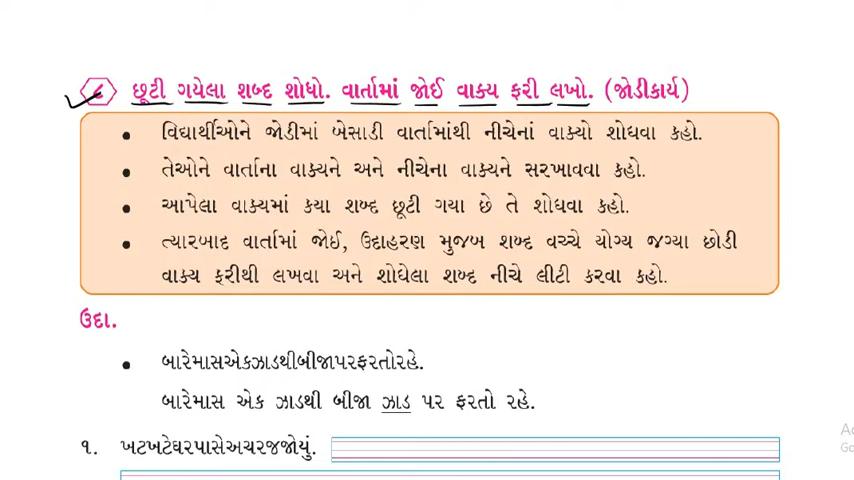 ૮ છૂટી ગયેલા શબ્દ શોધો. વાર્તામાં જોઈ વાક્ય ફરી લખો. (જોડીકાર્ય)
• વિદ્યાર્થીઓને જોડીમાં બેસાડી વાર્તામાંથી નીચેનાં વાક્યો શોધવા કહો.
• તેઓને વાર્તાના વાક્યને અને નીચેના વાક્યને સરખાવવા કહો.
• આપેલા વાક્યમાં કયા શબ્દ છૂટી ગયા છે તે શોધવા કહો.
• ત્યારબાદ વાર્તામાં જોઈ, ઉદાહરણ મુજબ શબ્દ વચ્ચે યોગ્ય જગ્યા છોડી
વાક્ય ફરીથી લખવા અને શોધેલા શબ્દ નીચે લીટી કરવા કહો.
ઉદા.
• બારેમાસએકઝાડથીબીજાપરફરતોરહે.
બારેમાસ એક ઝાડથી બીજા ઝાડ પર ફરતો રહે.
૧. ખટખટેઘરપાસેઅચરજજોયું.